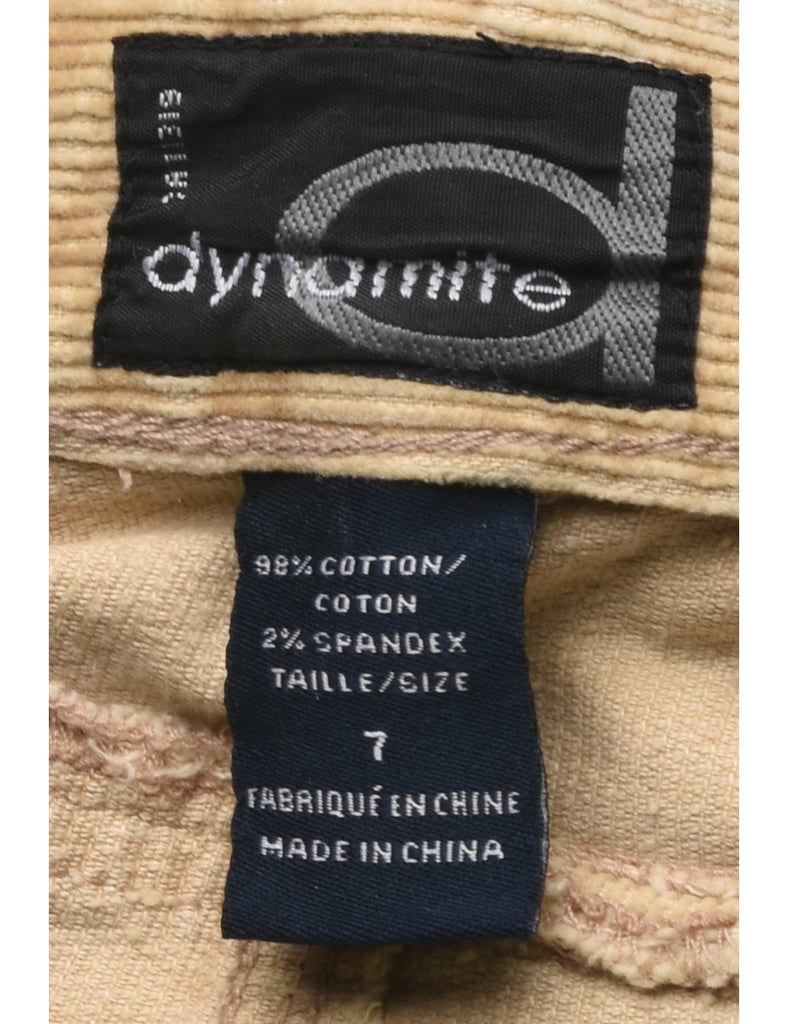 dynamite
98% COTTON/
COTON
2% SPANDEX
TAILLE/SIZE
7
FABRIQUÉ EN CHINE
MADE IN CHINA